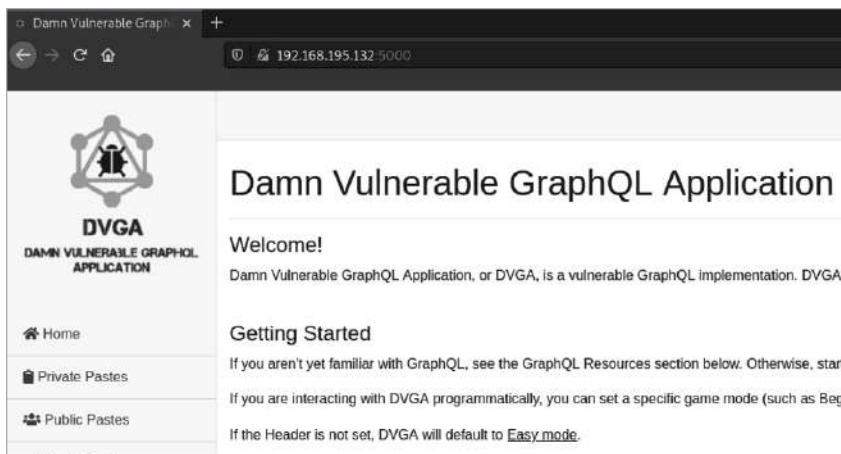 Damn Vulnerable Graph
192.168.195.132:5000
DVGA
DAMN VULNERABLE GRAPHQL
APPLICATION
Home
Private Pastes
Public Pastes
Damn Vulnerable GraphQL Application
Welcome!
Damn Vulnerable GraphQL Application, or DVGA, is a vulnerable GraphQL implementation. DVGA
Getting Started
If you aren't yet familiar with GraphQL, see the GraphQL Resources section below. Otherwise, star
If you are interacting with DVGA programmatically, you can set a specific game mode (such as Beg
If the Header is not set, DVGA will default to Easy mode.